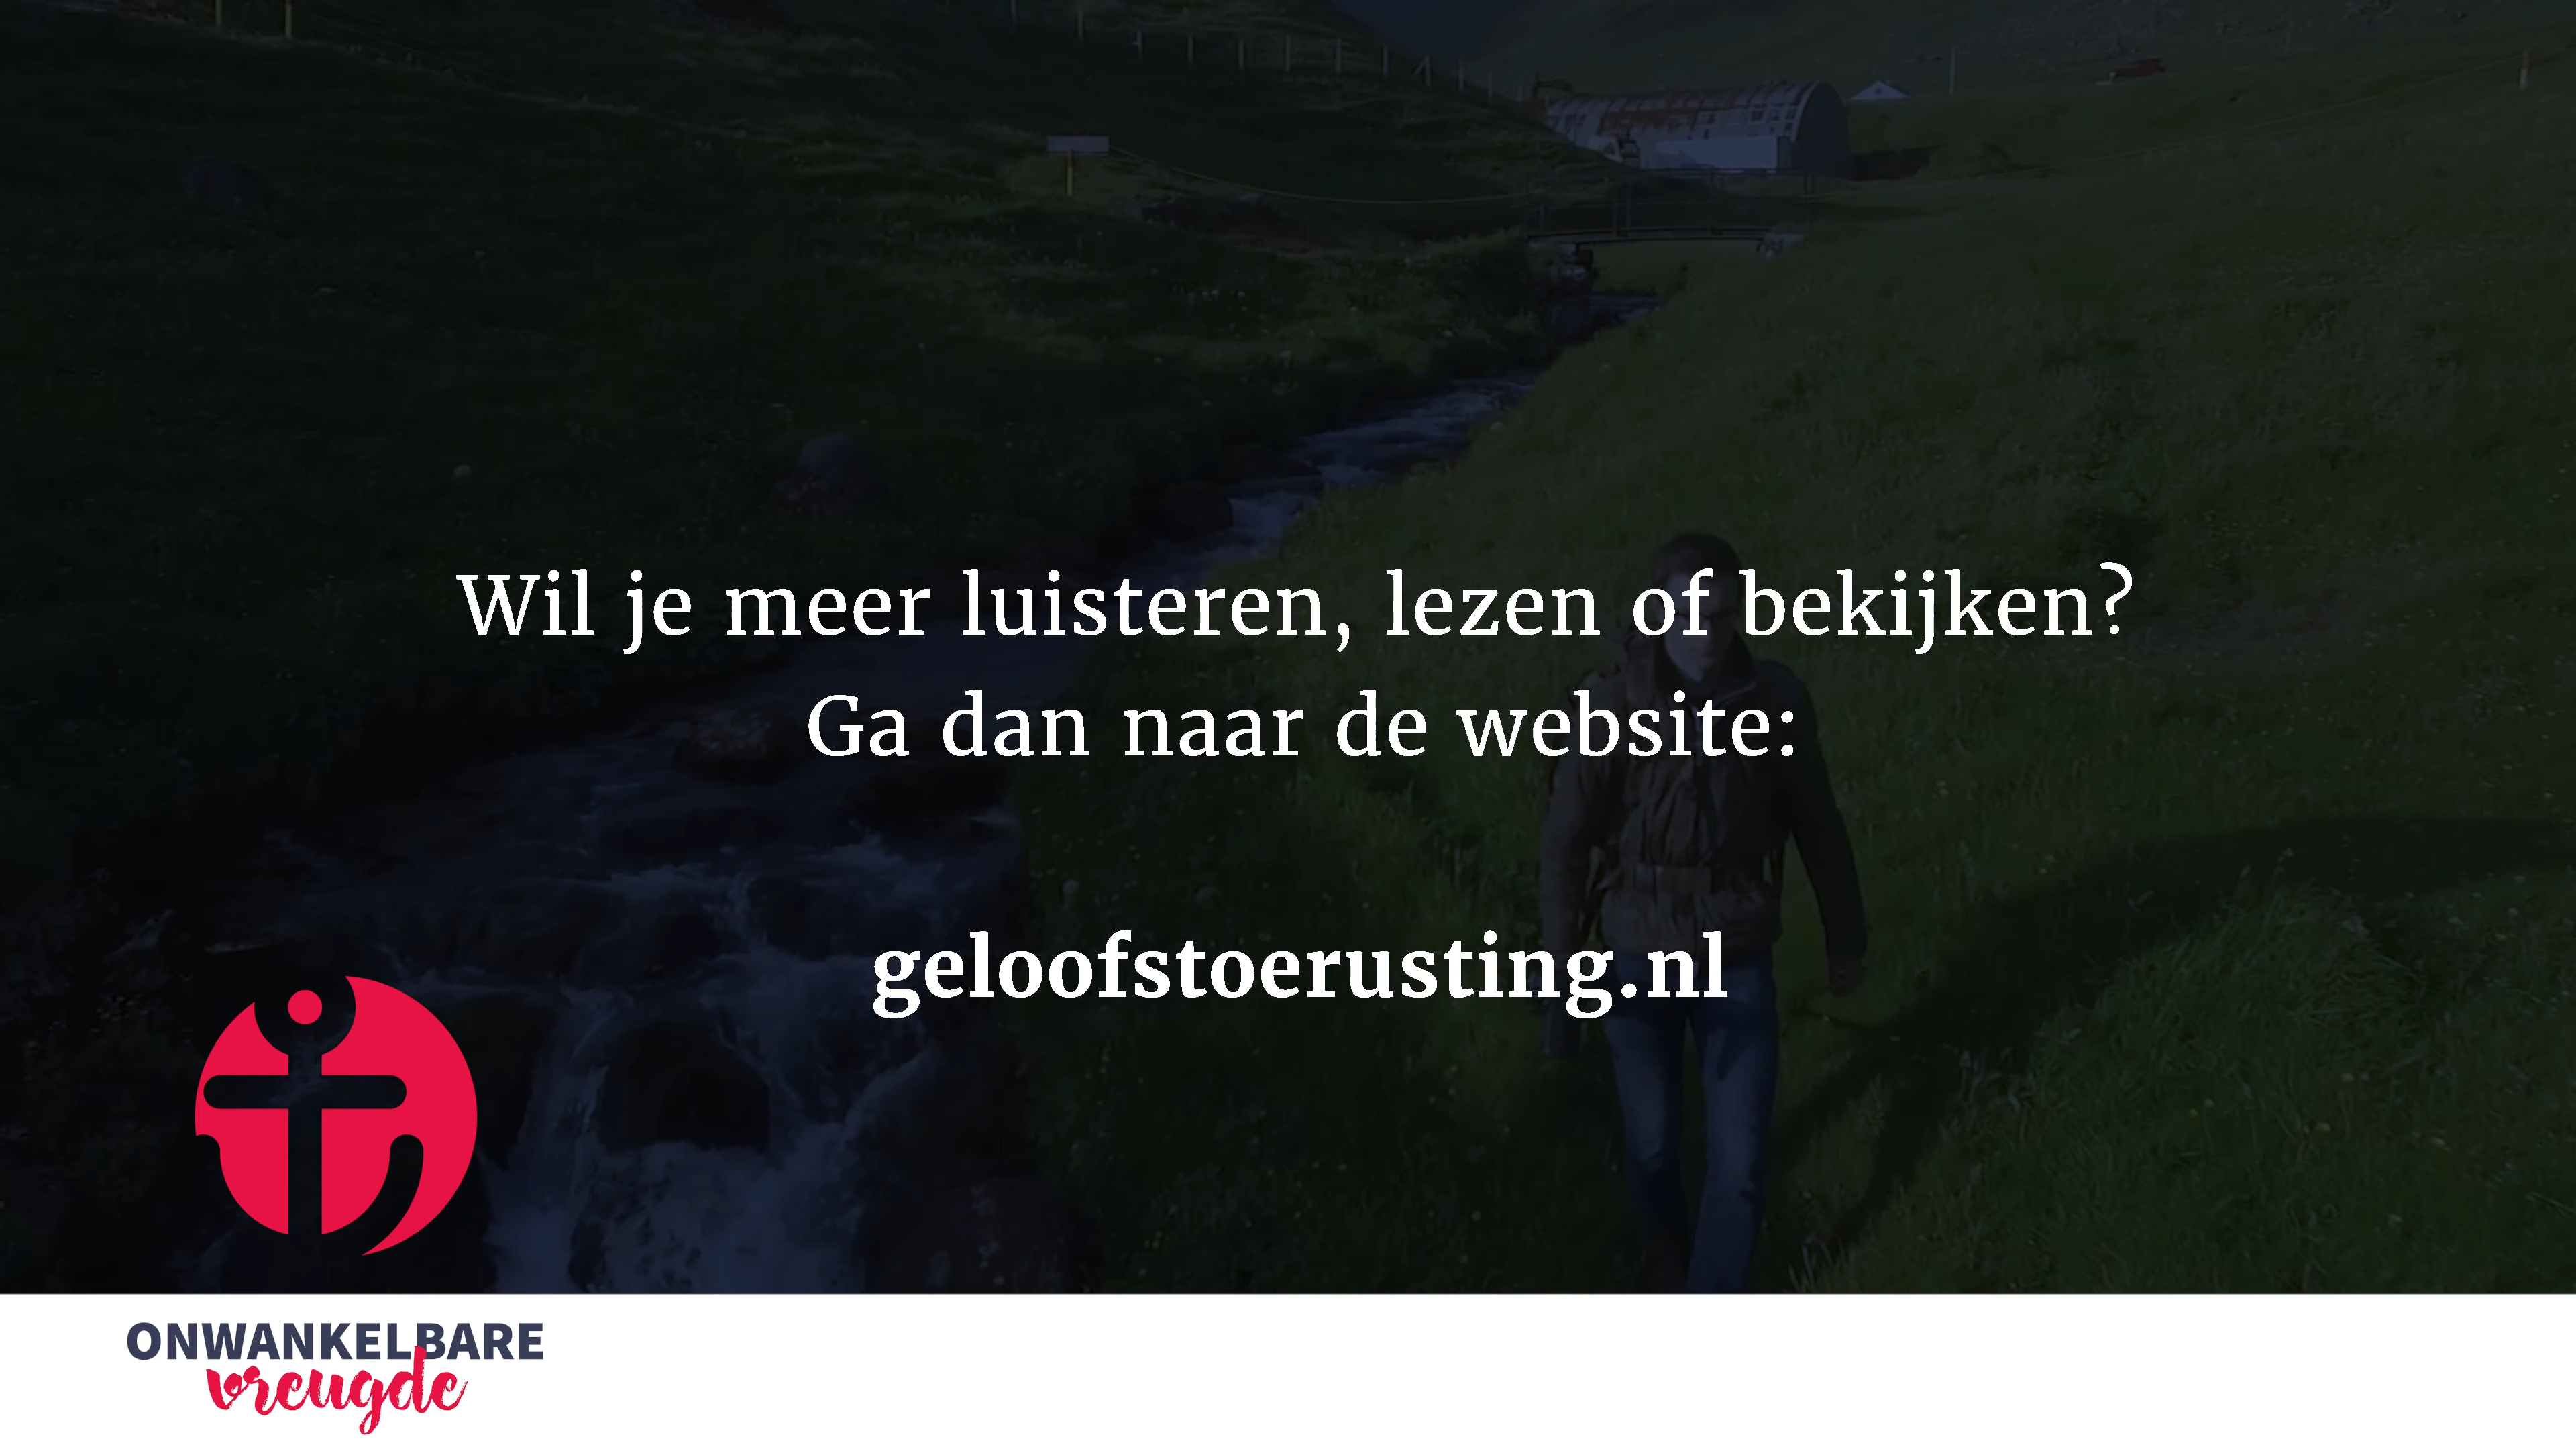 Wil je meer luisteren, lezen of bekijken?
Ga dan naar de website:
geloofstoerusting.nl
ONWANKELBARE
vreugde